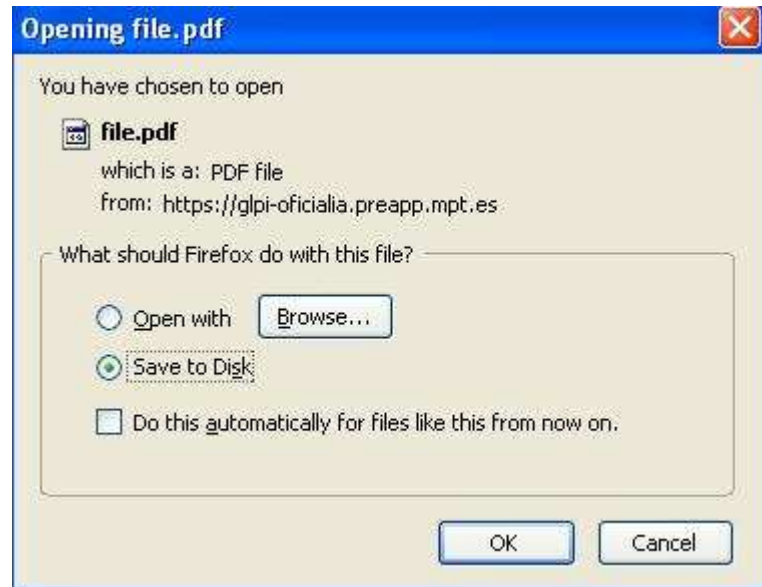 Opening file.pdf
You have chosen to open
file.pdf
which is a: PDF file
from: https://glpi-oficialia.preapp.mpt.es
What should Firefox do with this file?
Open with Browse...
Save to Disk
Do this automatically for files like this from now on.
OK Cancel